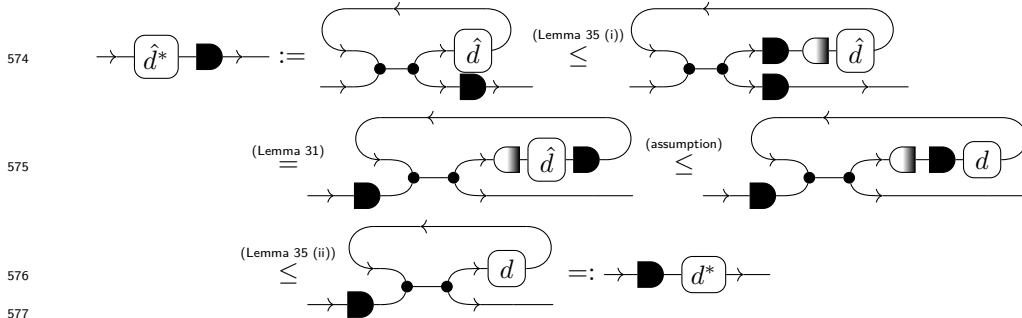 574 d̂* := d̂ (Lemma 35 (i)) ≤ d̂
575 (Lemma 31) = d̂ (assumption) ≤ d
576 (Lemma 35 (ii)) ≤ d =: d*
577